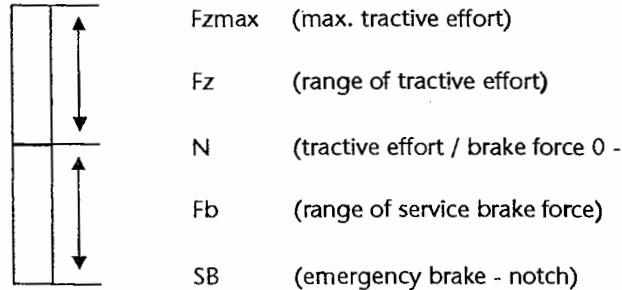 Fzmax (max. tractive effort)
Fz (range of tractive effort)
N (tractive effort / brake force 0 -
Fb (range of service brake force)
SB (emergency brake - notch)